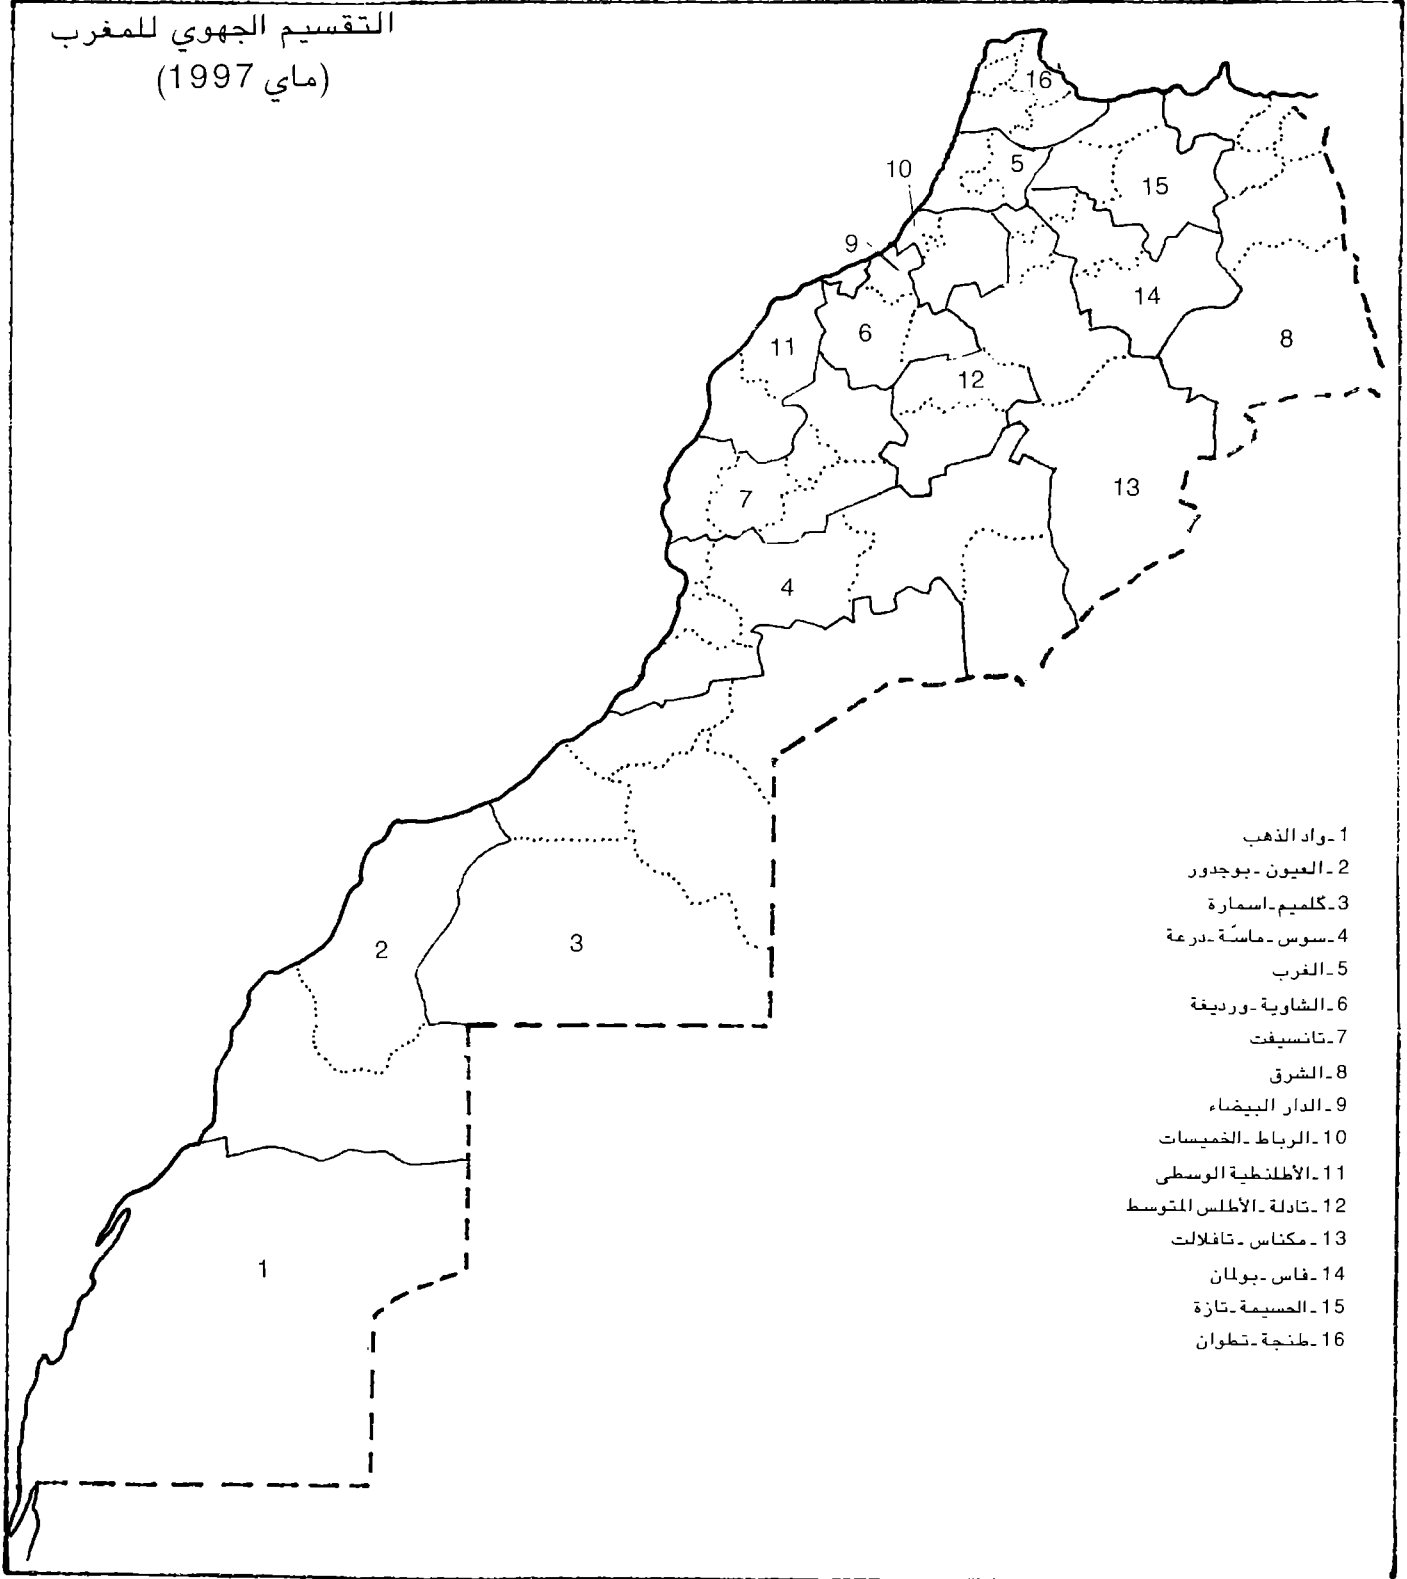 التقسيم الجهوي للمغرب
(ماي 1997)
16
5
10
15
9
14
6
11
8
12
13
7
4
2
3
1
1 ـ واد الذهب
2 ـ العيون ـ بوجدور
3 ـ گلميم ـ اسمارة
4 ـ سوس ـ ماسّة ـ درعة
5 ـ الغرب
6 ـ الشاوية ـ ورديغة
7 ـ تانسيفت
8 ـ الشرق
9 ـ الدار البيضاء
10 ـ الرباط ـ الخميسات
11 ـ الأطلنطية الوسطى
12 ـ تادلة ـ الأطلس المتوسط
13 ـ مكناس ـ تافلالت
14 ـ فاس ـ بولمان
15 ـ الحسيمة ـ تازة
16 ـ طنجة ـ تطوان